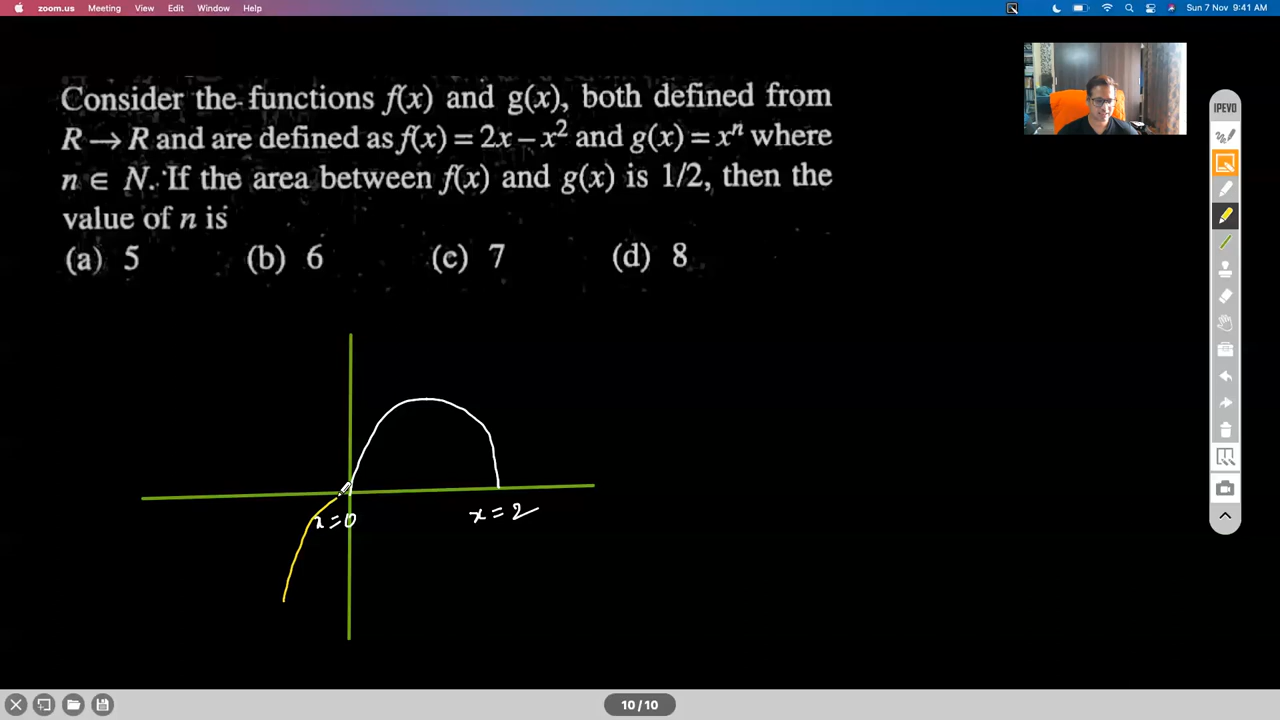 zoom.us Meeting View Edit Window Help Sun 7 Nov 9:41 AM
Consider the functions f(x) and g(x), both defined from
R → R and are defined as f(x) = 2x – x² and g(x) = xⁿ where
n ∈ N. If the area between f(x) and g(x) is 1/2, then the
value of n is
(a) 5 (b) 6 (c) 7 (d) 8
x = 0
x = 2
IPEVO
10 / 10